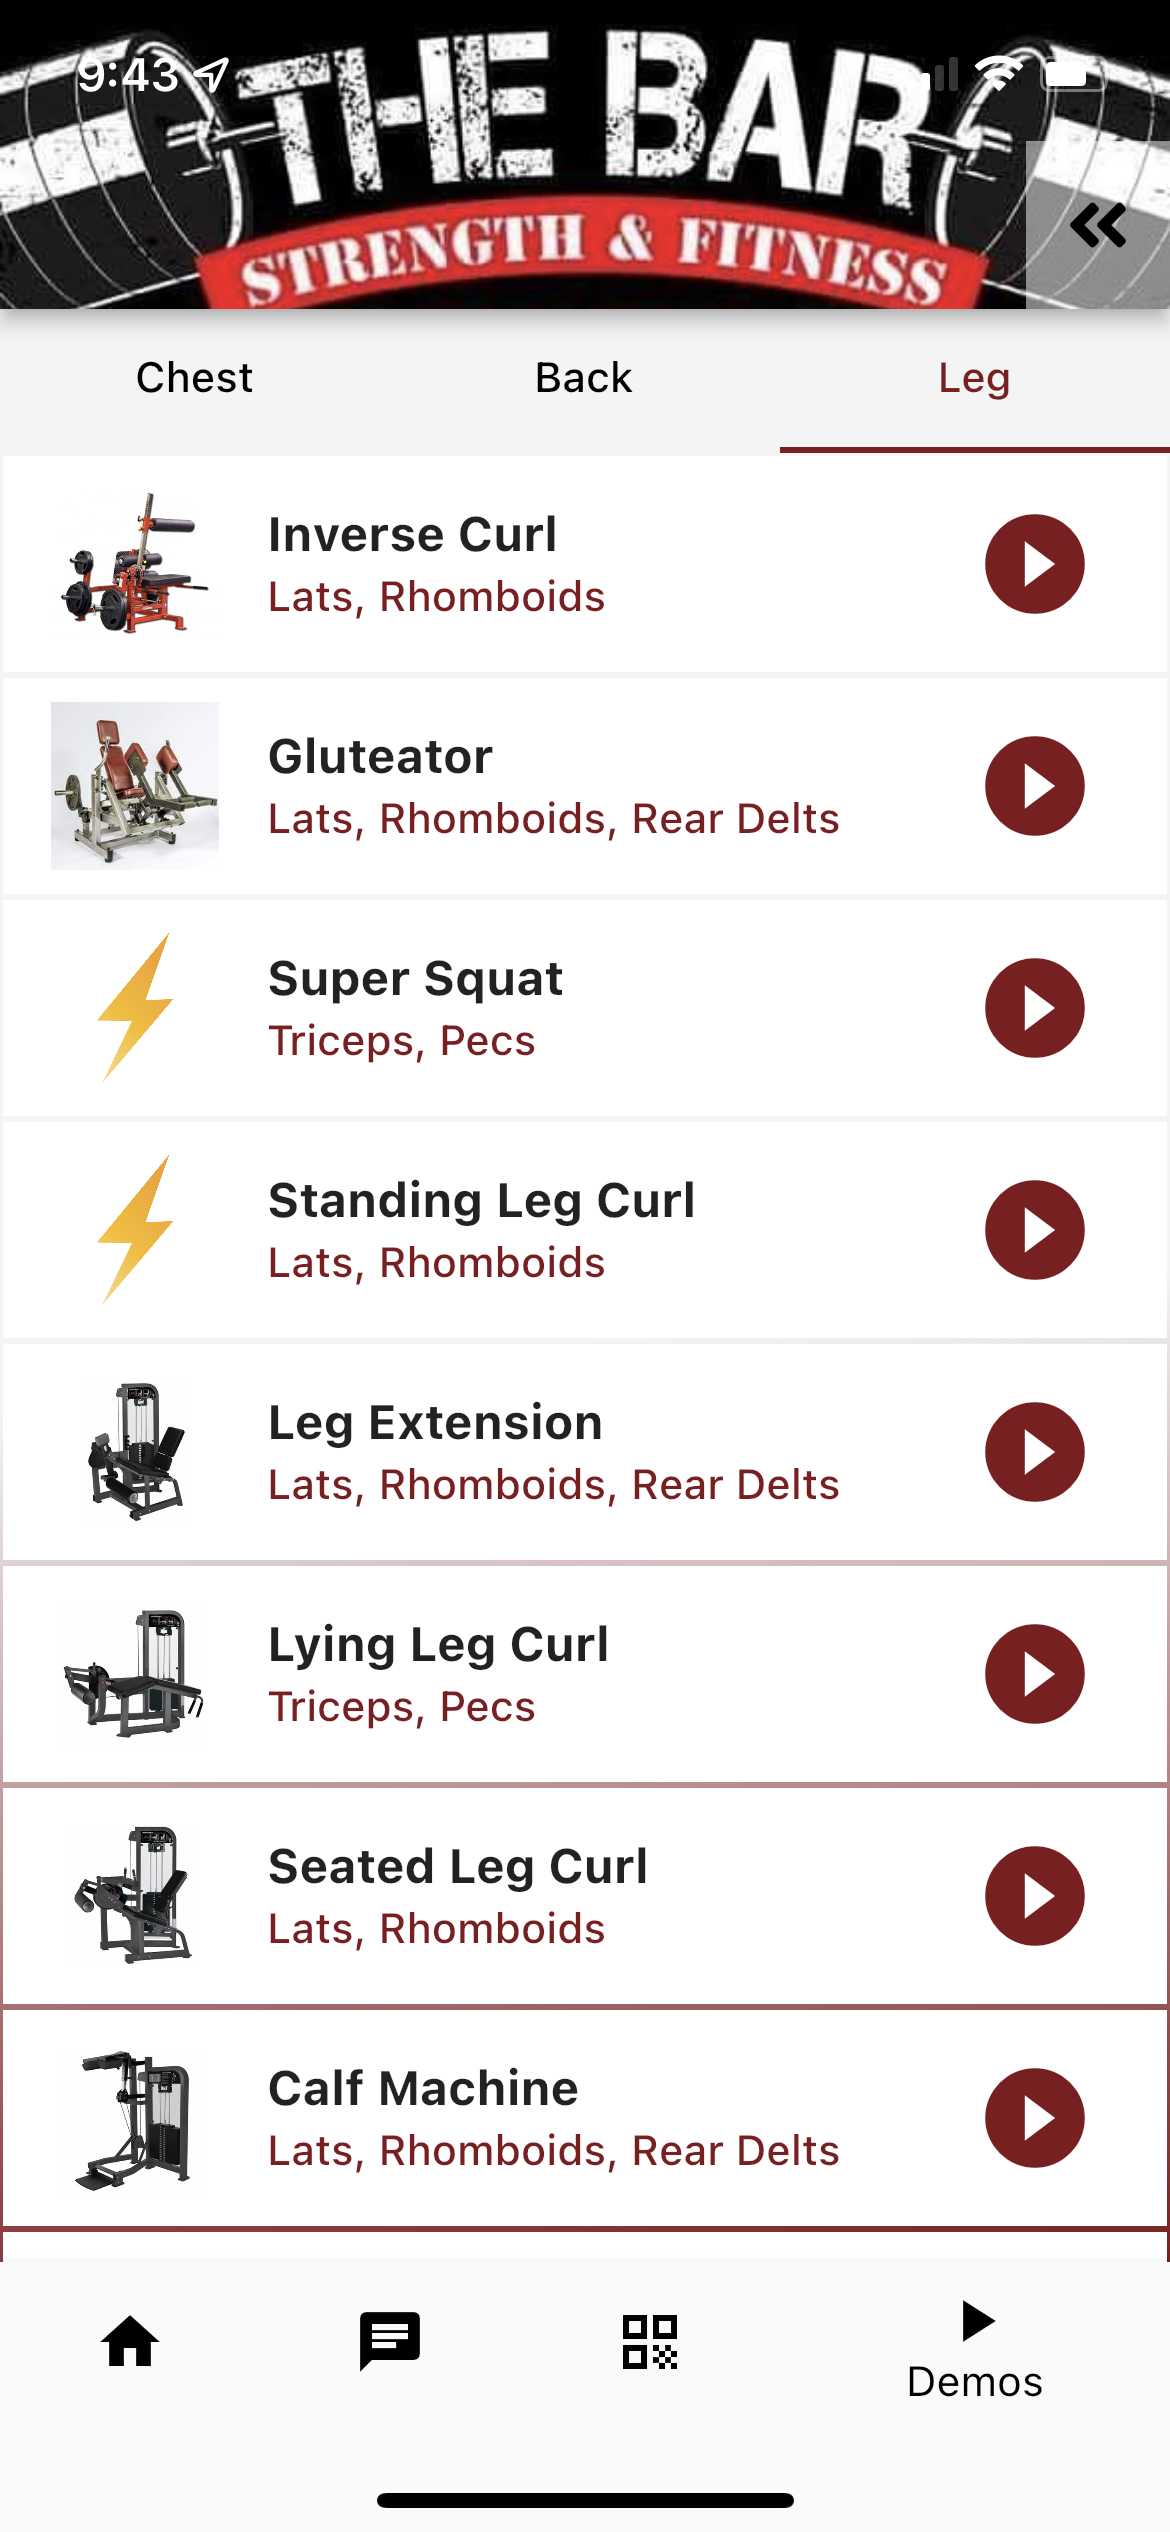 THE BAR
9:43
STRENGTH & FITNESS
Chest
Back
Leg
Inverse Curl
Lats, Rhomboids
Gluteator
Lats, Rhomboids, Rear Delts
Super Squat
Triceps, Pecs
Standing Leg Curl
Lats, Rhomboids
Leg Extension
Lats, Rhomboids, Rear Delts
Lying Leg Curl
Triceps, Pecs
Seated Leg Curl
Lats, Rhomboids
Calf Machine
Lats, Rhomboids, Rear Delts
Demos